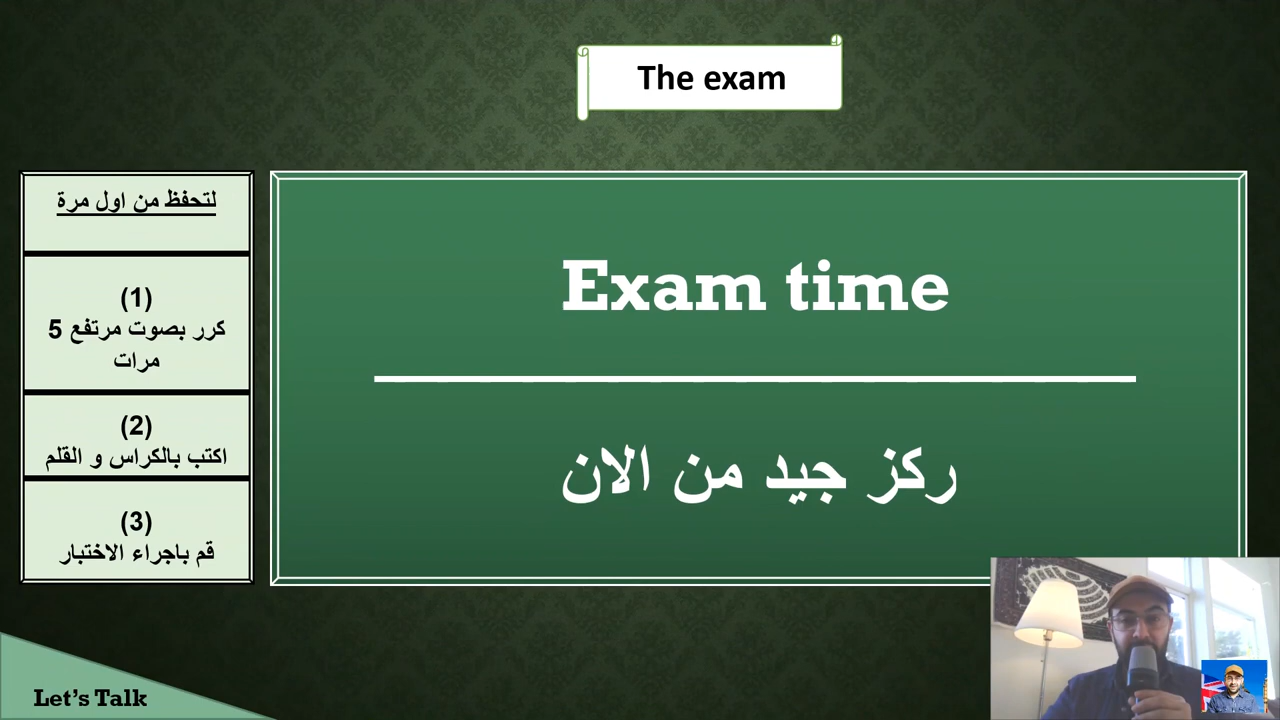 The exam
لتحفظ من اول مرة
(1)
كرر بصوت مرتفع 5
مرات
(2)
اكتب بالكراس و القلم
(3)
قم باجراء الاختبار
Exam time
ركز جيد من الان
Let's Talk